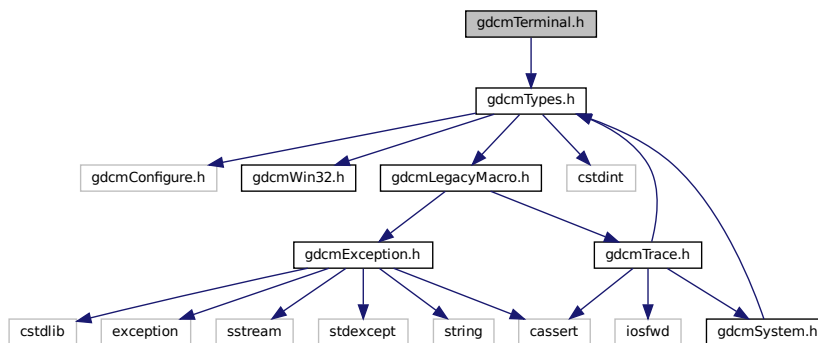 gdcmTerminal.h
gdcmTypes.h
gdcmConfigure.h
gdcmWin32.h
gdcmLegacyMacro.h
cstdint
gdcmException.h
gdcmTrace.h
cstdlib
exception
sstream
stdexcept
string
cassert
iosfwd
gdcmSystem.h